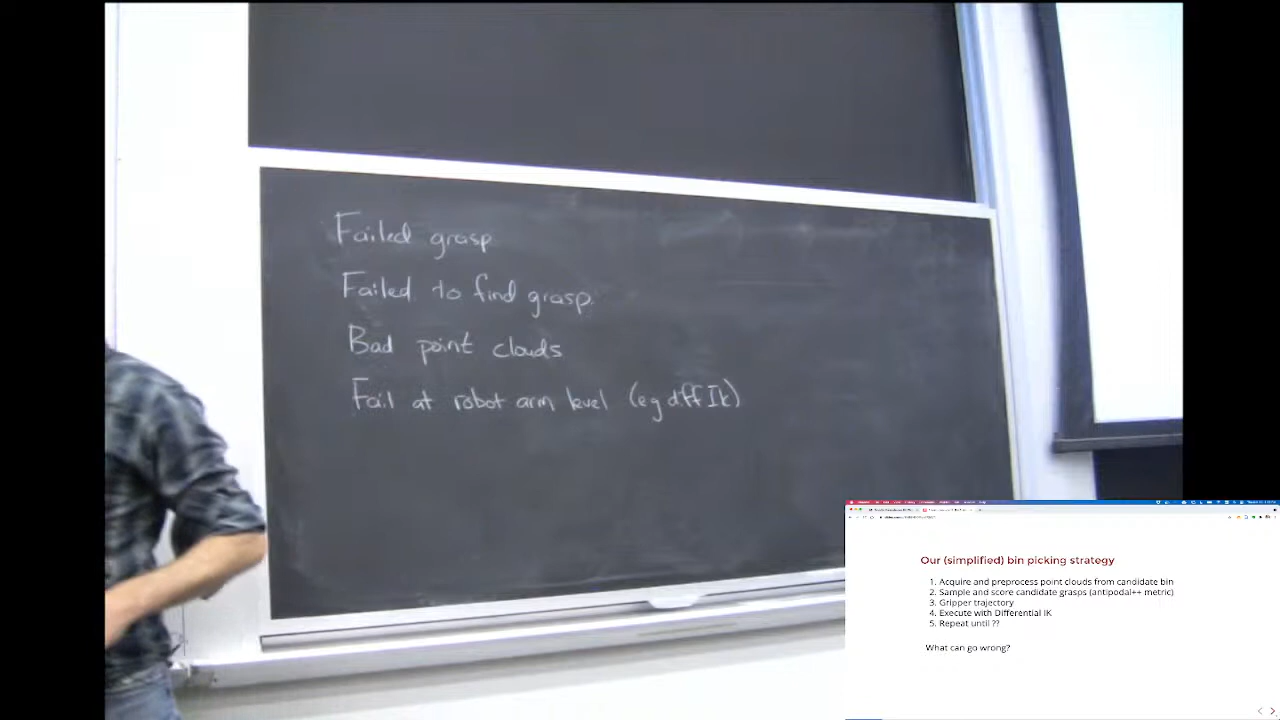 Failed grasp
Failed to find grasp.
Bad point clouds
Fail at robot arm level (eg diff Ik)
Our (simplified) bin picking strategy
1. Acquire and preprocess point clouds from candidate bin
2. Sample and score candidate grasps (antipodal++ metric)
3. Gripper trajectory
4. Execute with Differential IK
5. Repeat until ??
What can go wrong?